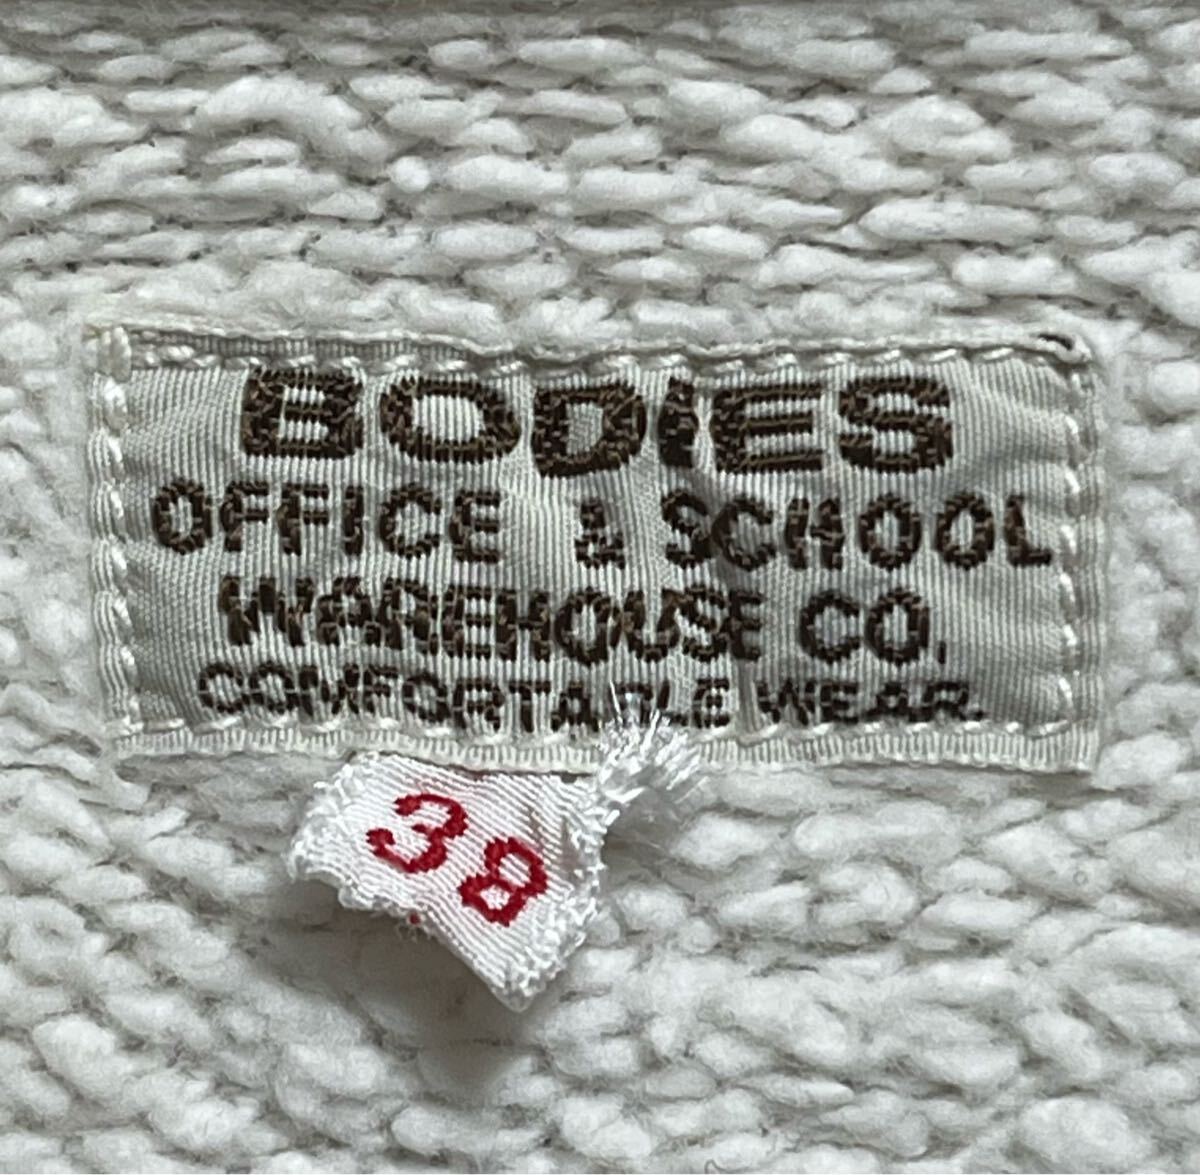 BODIES
OFFICE & SCHOOL
WAREHOUSE CO.
COMFORTABLE WEAR.
38